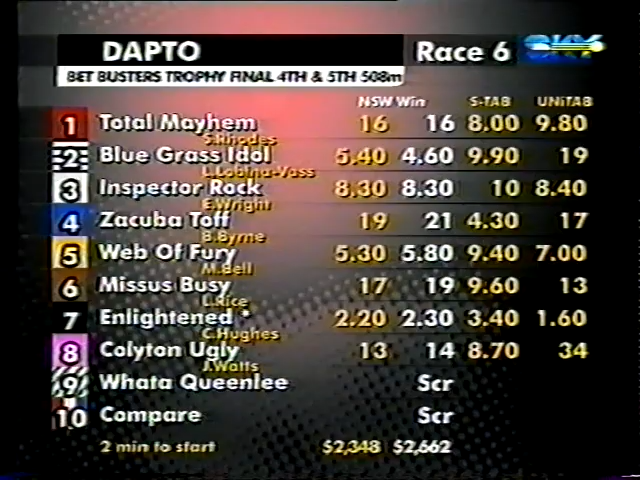 DAPTO Race 6 SKY
BET BUSTERS TROPHY FINAL 4TH & 5TH 508m
NSW Win S-TAB UNiTAB
1 Total Mayhem 16 16 8.00 9.80
S.Rhodes
2 Blue Grass Idol 5.40 4.60 9.90 19
L.Lobina-Vass
3 Inspector Rock 8.30 8.30 10 8.40
E.Wright
4 Zacuba Toff 19 21 4.30 17
B.Byrne
5 Web Of Fury 5.30 5.80 9.40 7.00
M.Bell
6 Missus Busy 17 19 9.60 13
L.Rice
7 Enlightened * 2.20 2.30 3.40 1.60
C.Hughes
8 Colyton Ugly 13 14 8.70 34
J.Watts
9 Whata Queenlee Scr
10 Compare Scr
2 min to start $2,348 $2,662